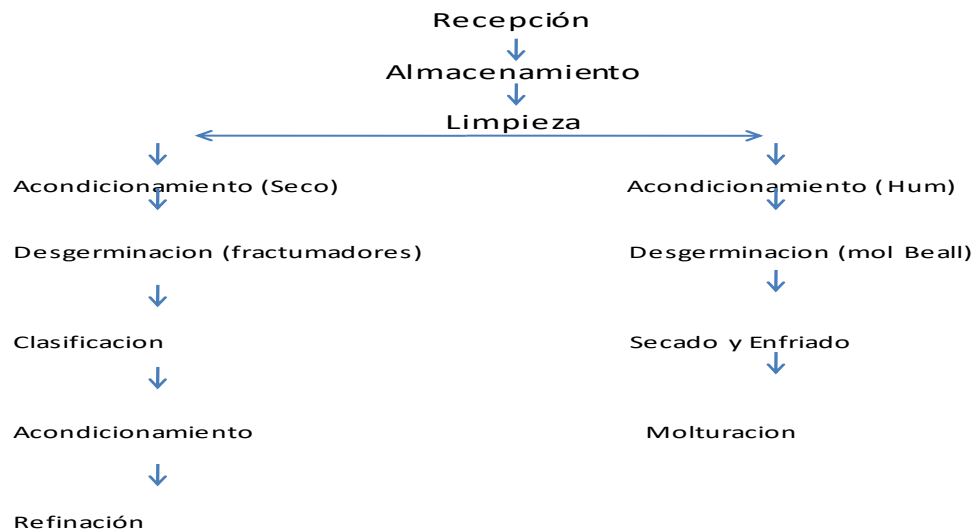 Recepción
Almacenamiento
Limpieza
Acondicionamiento (Seco)
Acondicionamiento (Hum)
Desgerminacion (fractumadores)
Desgerminacion (mol Beall)
Clasificacion
Secado y Enfriado
Acondicionamiento
Molturacion
Refinación